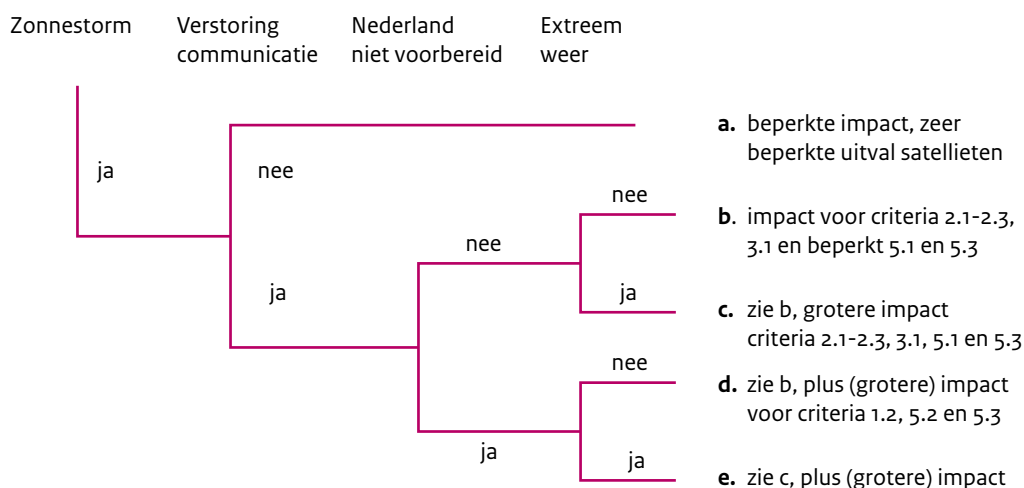 Zonnestorm
Verstoring
communicatie
Nederland
niet voorbereid
Extreem
weer
ja
nee
a. beperkte impact, zeer
beperkte uitval satellieten
nee
b. impact voor criteria 2.1-2.3,
3.1 en beperkt 5.1 en 5.3
nee
ja
ja
c. zie b, grotere impact
criteria 2.1-2.3, 3.1, 5.1 en 5.3
nee
d. zie b, plus (grotere) impact
voor criteria 1.2, 5.2 en 5.3
ja
ja
e. zie c, plus (grotere) impact